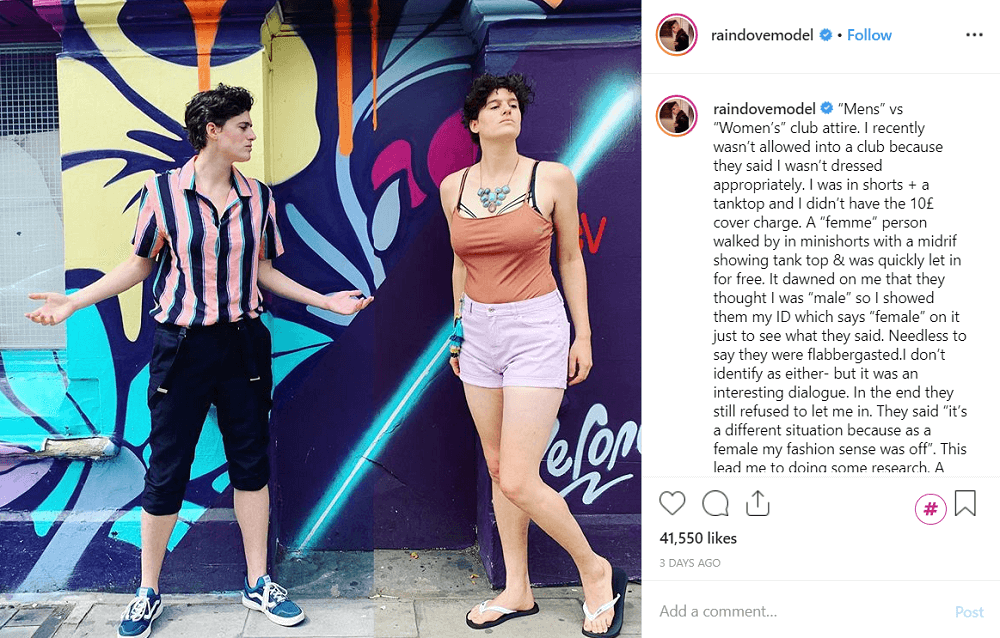 raindovemodel • Follow
raindovemodel "Mens" vs
"Women's" club attire. I recently
wasn't allowed into a club because
they said I wasn't dressed
appropriately. I was in shorts + a
tanktop and I didn't have the 10£
cover charge. A "femme" person
walked by in minishorts with a midrif
showing tank top & was quickly let in
for free. It dawned on me that they
thought I was "male" so I showed
them my ID which says "female" on it
just to see what they said. Needless to
say they were flabbergasted.I don't
identify as either- but it was an
interesting dialogue. In the end they
still refused to let me in. They said "it's
a different situation because as a
female my fashion sense was off". This
lead me to doing some research. A
#
41,550 likes
3 DAYS AGO
Add a comment... Post